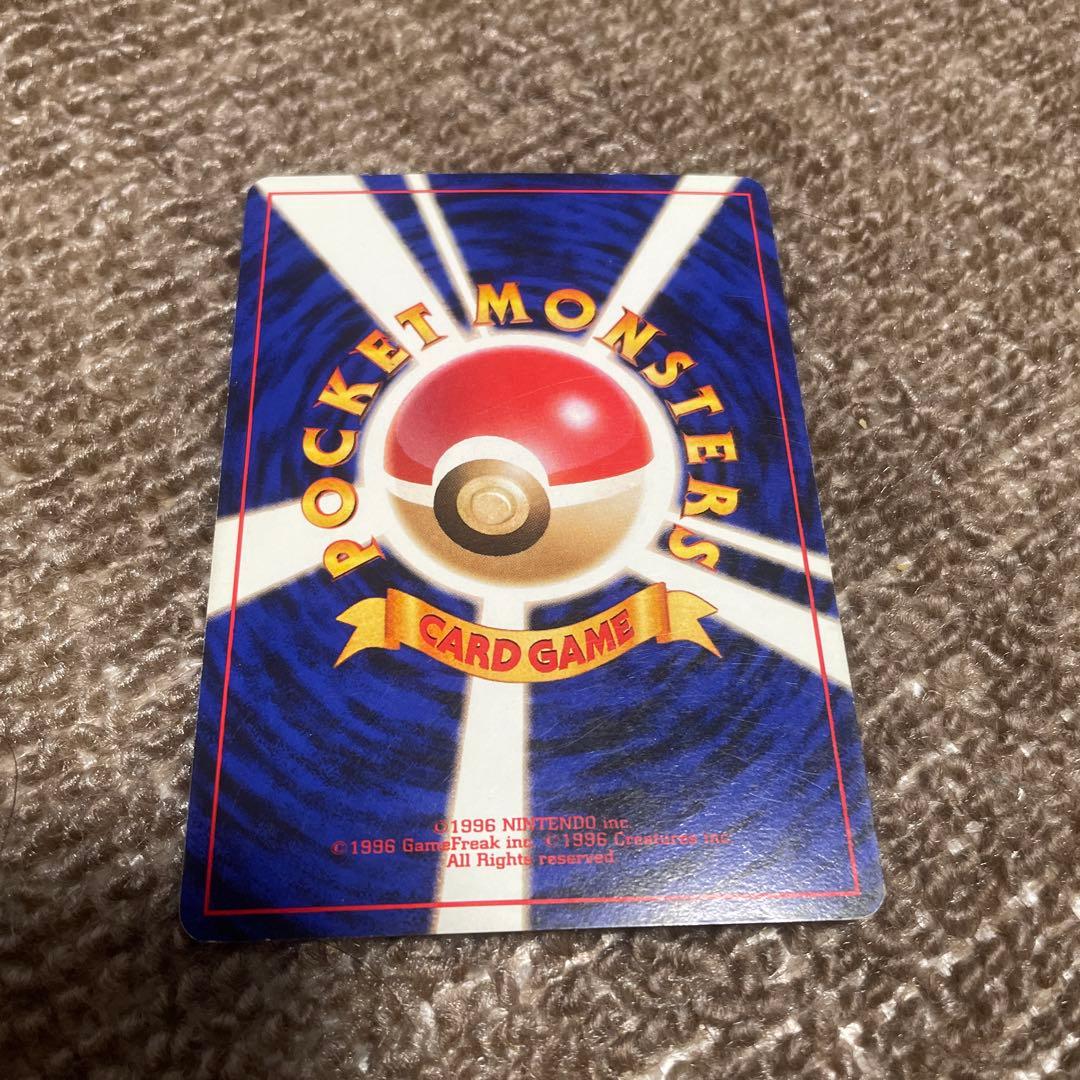 POCKET MONSTERS
CARD GAME
©1996 NINTENDO inc.
©1996 GameFreak inc. ©1996 Creatures inc.
All Rights reserved.